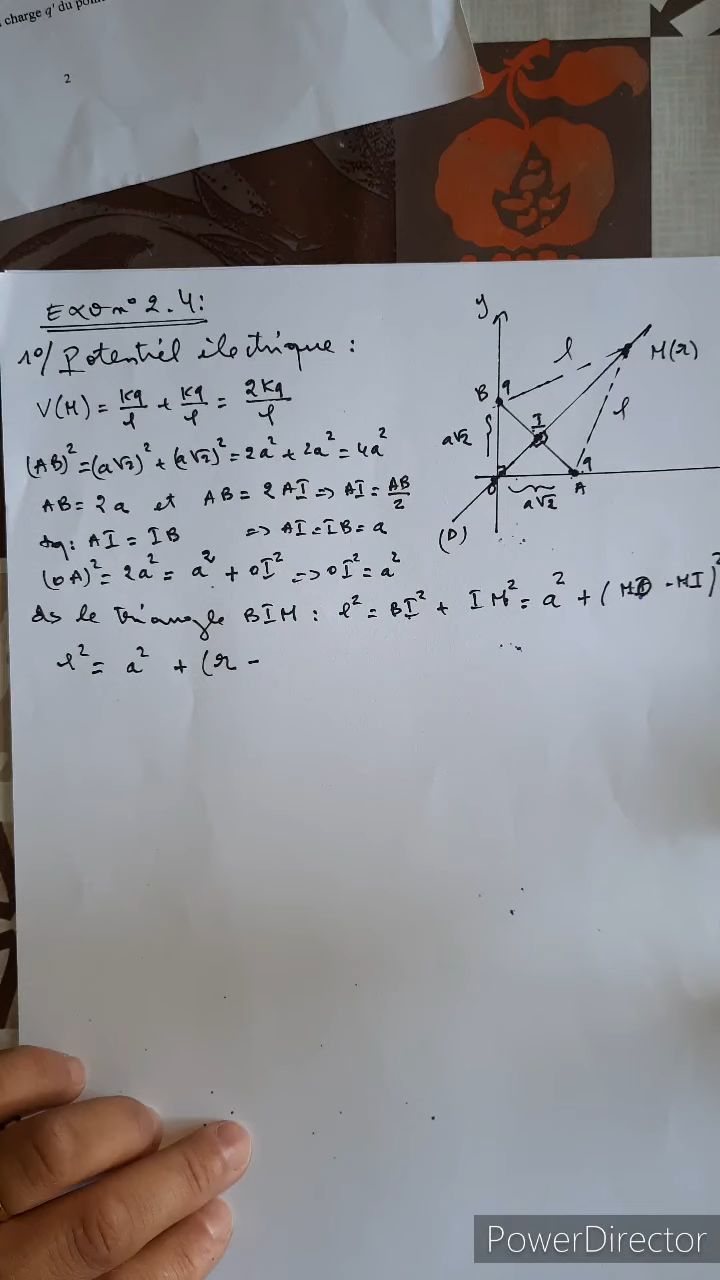 charge q' du
2
Exo n° 2.4:
1°/ Potentiel électrique :
V(M) = kq/l + kq/l = 2kq/l
(AB)² = (a√2)² + (a√2)² = 2a² + 2a² = 4a²
AB = 2a et AB = 2AI => AI = AB/2
dq: AI = IB => AI = IB = a
(OA)² = 2a² = a² + OI² => OI² = a²
ds le triangle BIM : l² = BI² + IM² = a² + (MO - MI)²
l² = a² + (r -
y
l
M(r)
B q
l
a√2
I
q
O
A
a√2
(D)
PowerDirector